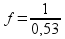 f = 1/0,53